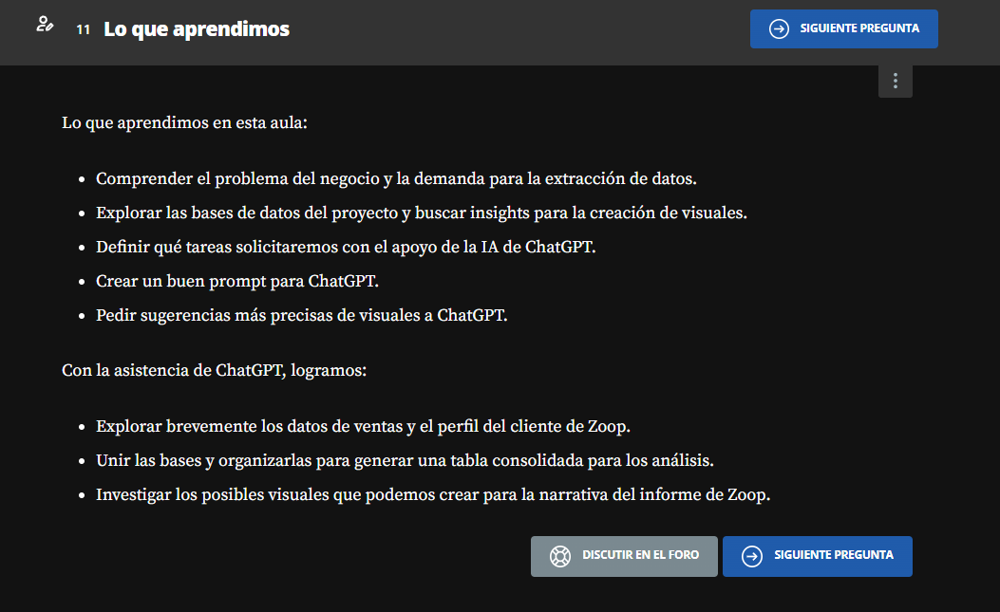 11 Lo que aprendimos
SIGUIENTE PREGUNTA
Lo que aprendimos en esta aula:
• Comprender el problema del negocio y la demanda para la extracción de datos.
• Explorar las bases de datos del proyecto y buscar insights para la creación de visuales.
• Definir qué tareas solicitaremos con el apoyo de la IA de ChatGPT.
• Crear un buen prompt para ChatGPT.
• Pedir sugerencias más precisas de visuales a ChatGPT.
Con la asistencia de ChatGPT, logramos:
• Explorar brevemente los datos de ventas y el perfil del cliente de Zoop.
• Unir las bases y organizarlas para generar una tabla consolidada para los análisis.
• Investigar los posibles visuales que podemos crear para la narrativa del informe de Zoop.
DISCUTIR EN EL FORO
SIGUIENTE PREGUNTA